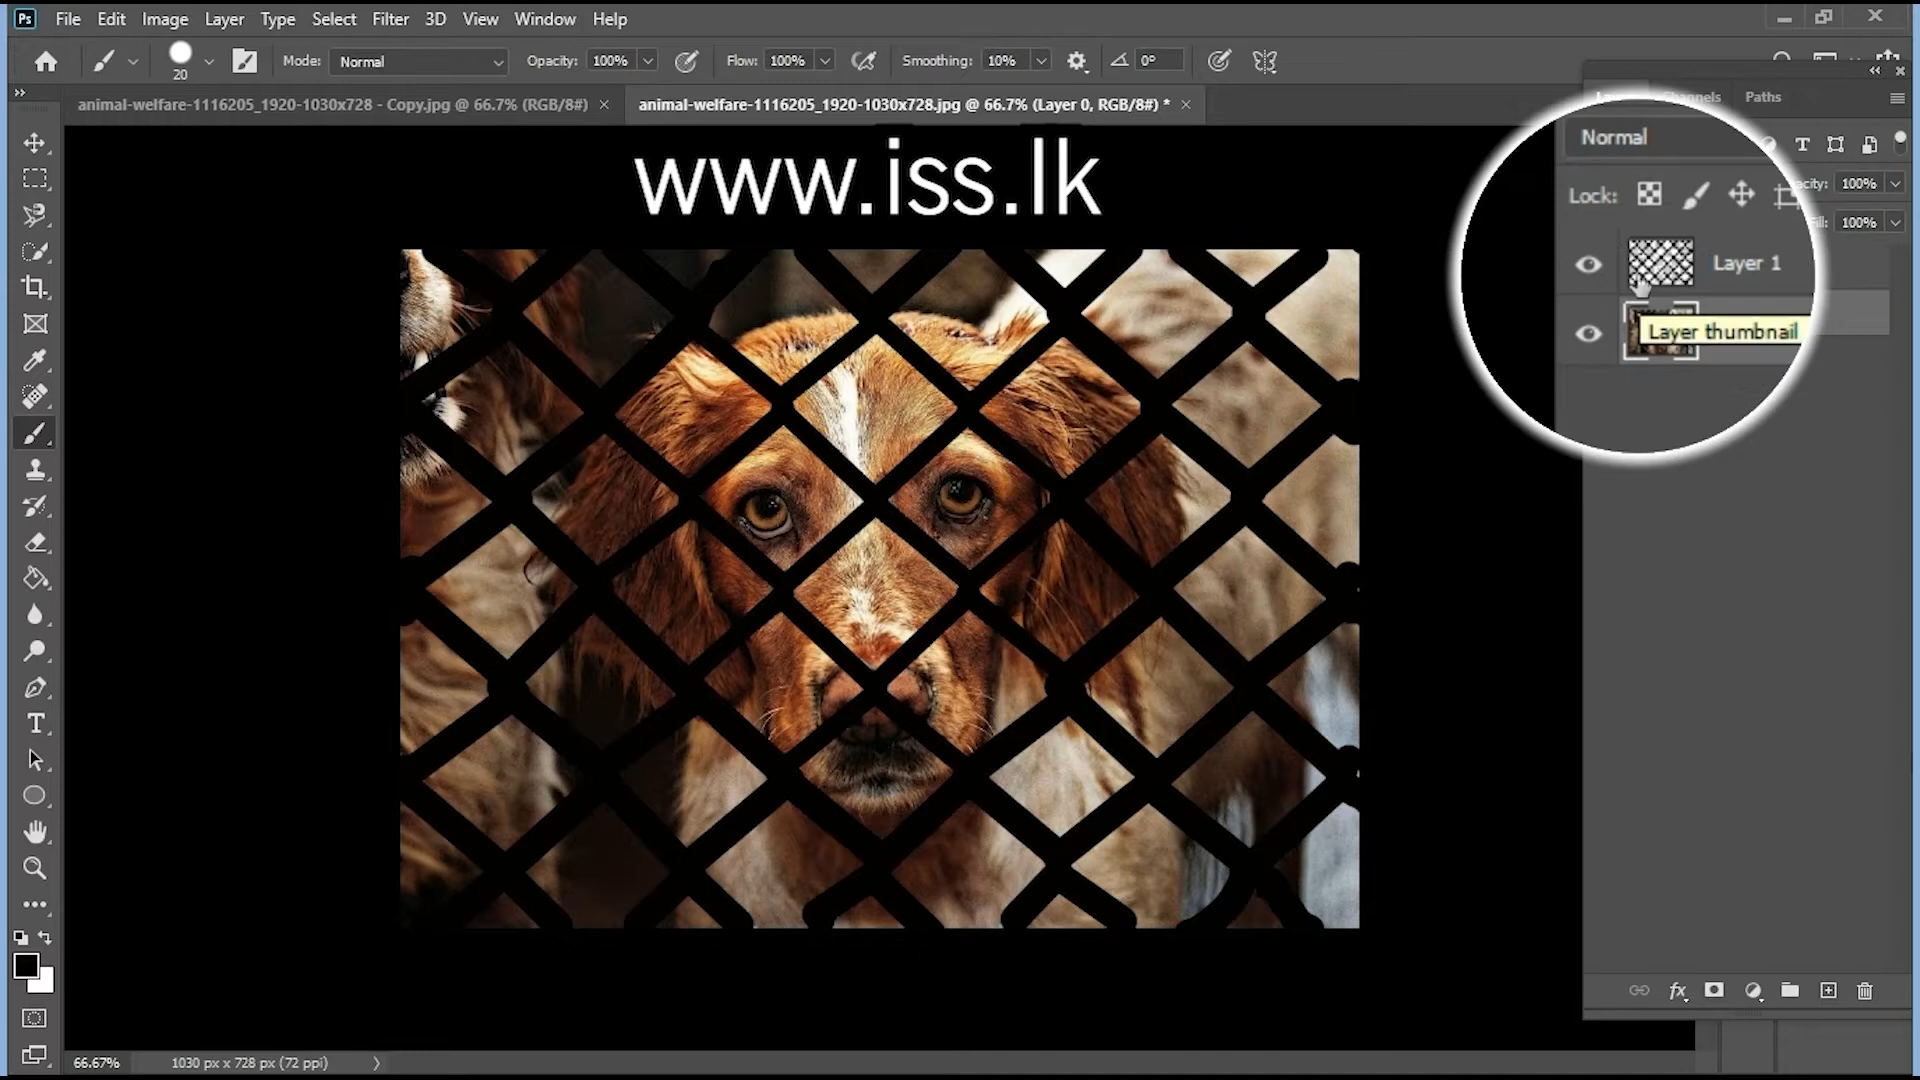 Ps File Edit Image Layer Type Select Filter 3D View Window Help
20 Mode: Normal Opacity: 100% Flow: 100% Smoothing: 10% 0°
animal-welfare-1116205_1920-1030x728 - Copy.jpg @ 66.7% (RGB/8#) × animal-welfare-1116205_1920-1030x728.jpg @ 66.7% (Layer 0, RGB/8#) * ×
Paths
www.iss.lk
Normal
100%
Lock:
100%
Layer 1
Layer thumbnail
66.67% 1030 px x 728 px (72 ppi)